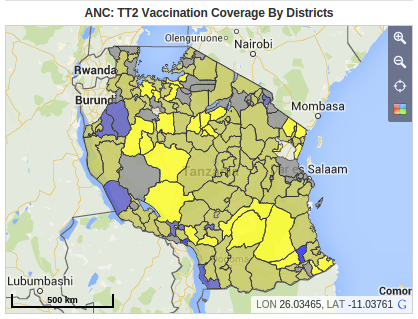 ANC: TT2 Vaccination Coverage By Districts
Olenguruone
Nairobi
Rwanda
Burundi
Mombasa
Tanzania
Salaam
Lubumbashi
Comor
500 km
LON 26.03465, LAT -11.03761 G